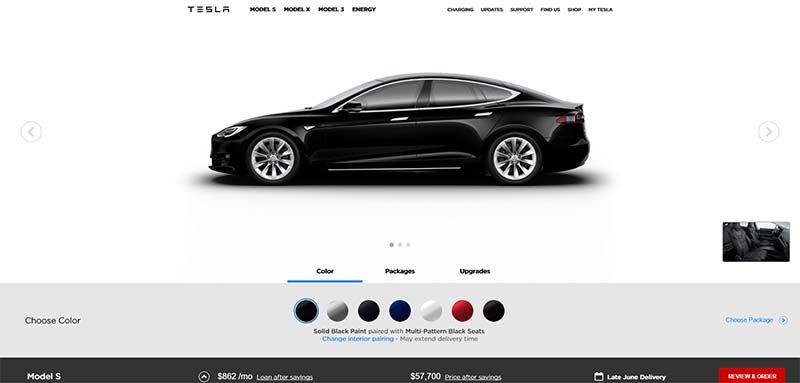 TESLA MODEL S MODEL X MODEL 3 ENERGY CHARGING UPDATES SUPPORT FIND US SHOP MY TESLA
Color Packages Upgrades
Choose Color
Solid Black Paint paired with Multi-Pattern Black Seats
Change interior pairing - May extend delivery time
Choose Package
Model S $862 /mo Loan after savings $57,700 Price after savings Late June Delivery REVIEW & ORDER